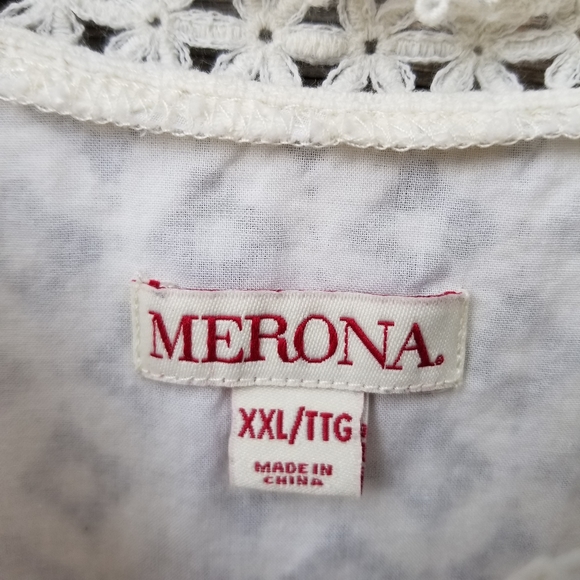 MERONA.
XXL/TTG
MADE IN
CHINA